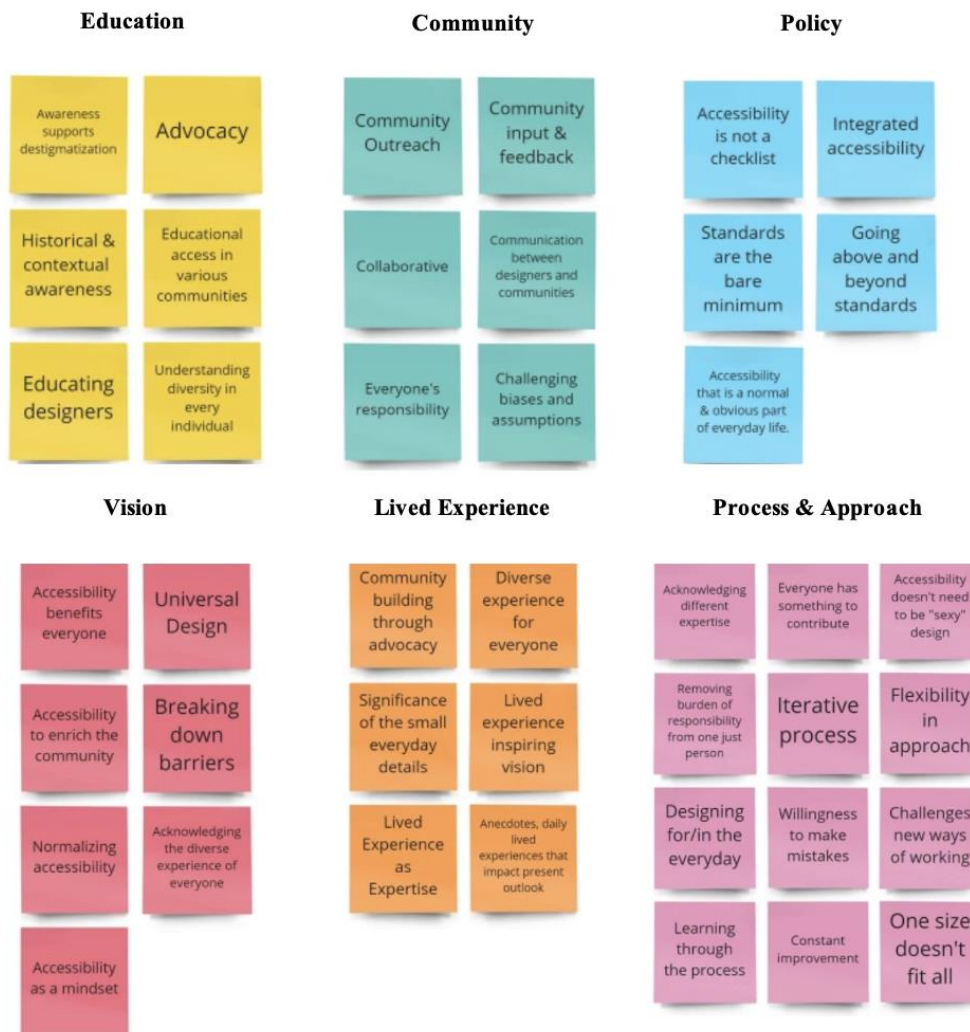 Education
Community
Policy
Awareness
supports
destigmatization
Advocacy
Historical &
contextual
awareness
Educational
access in
various
communities
Educating
designers
Understanding
diversity in
every
individual
Community
Outreach
Community
input &
feedback
Collaborative
Communication
between
designers and
communities
Everyone's
responsibility
Challenging
biases and
assumptions
Accessibility
is not a
checklist
Integrated
accessibility
Standards
are the
bare
minimum
Going
above and
beyond
standards
Accessibility
that is a normal
& obvious part
of everyday life.
Vision
Lived Experience
Process & Approach
Accessibility
benefits
everyone
Universal
Design
Accessibility
to enrich the
community
Breaking
down
barriers
Normalizing
accessibility
Acknowledging
the diverse
experience of
everyone
Accessibility
as a mindset
Community
building
through
advocacy
Diverse
experience
for
everyone
Significance
of the small
everyday
details
Lived
experience
inspiring
vision
Lived
Experience
as
Expertise
Anecdotes, daily
lived
experiences that
impact present
outlook
Acknowledging
different
expertise
Everyone has
something to
contribute
Accessibility
doesn't need
to be "sexy"
design
Removing
burden of
responsibility
from one just
person
Iterative
process
Flexibility
in
approach
Designing
for/in the
everyday
Willingness
to make
mistakes
Challenges
new ways
of working
Learning
through
the process
Constant
improvement
One size
doesn't
fit all